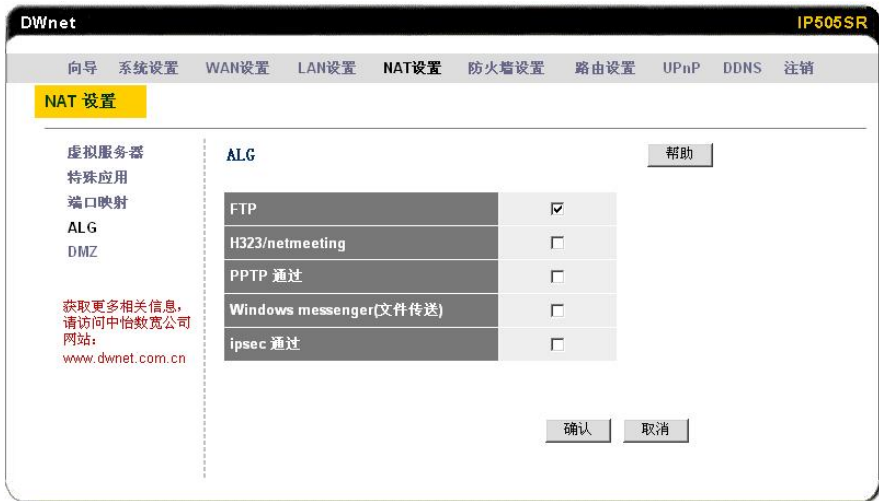 DWnet IP505SR
向导 系统设置 WAN设置 LAN设置 NAT设置 防火墙设置 路由设置 UPnP DDNS 注销
NAT 设置
虚拟服务器
特殊应用
端口映射
ALG
DMZ
获取更多相关信息，
请访问中怡数宽公司
网站：
www.dwnet.com.cn
ALG 帮助
FTP
H323/netmeeting
PPTP 通过
Windows messenger(文件传送)
ipsec 通过
确认 取消